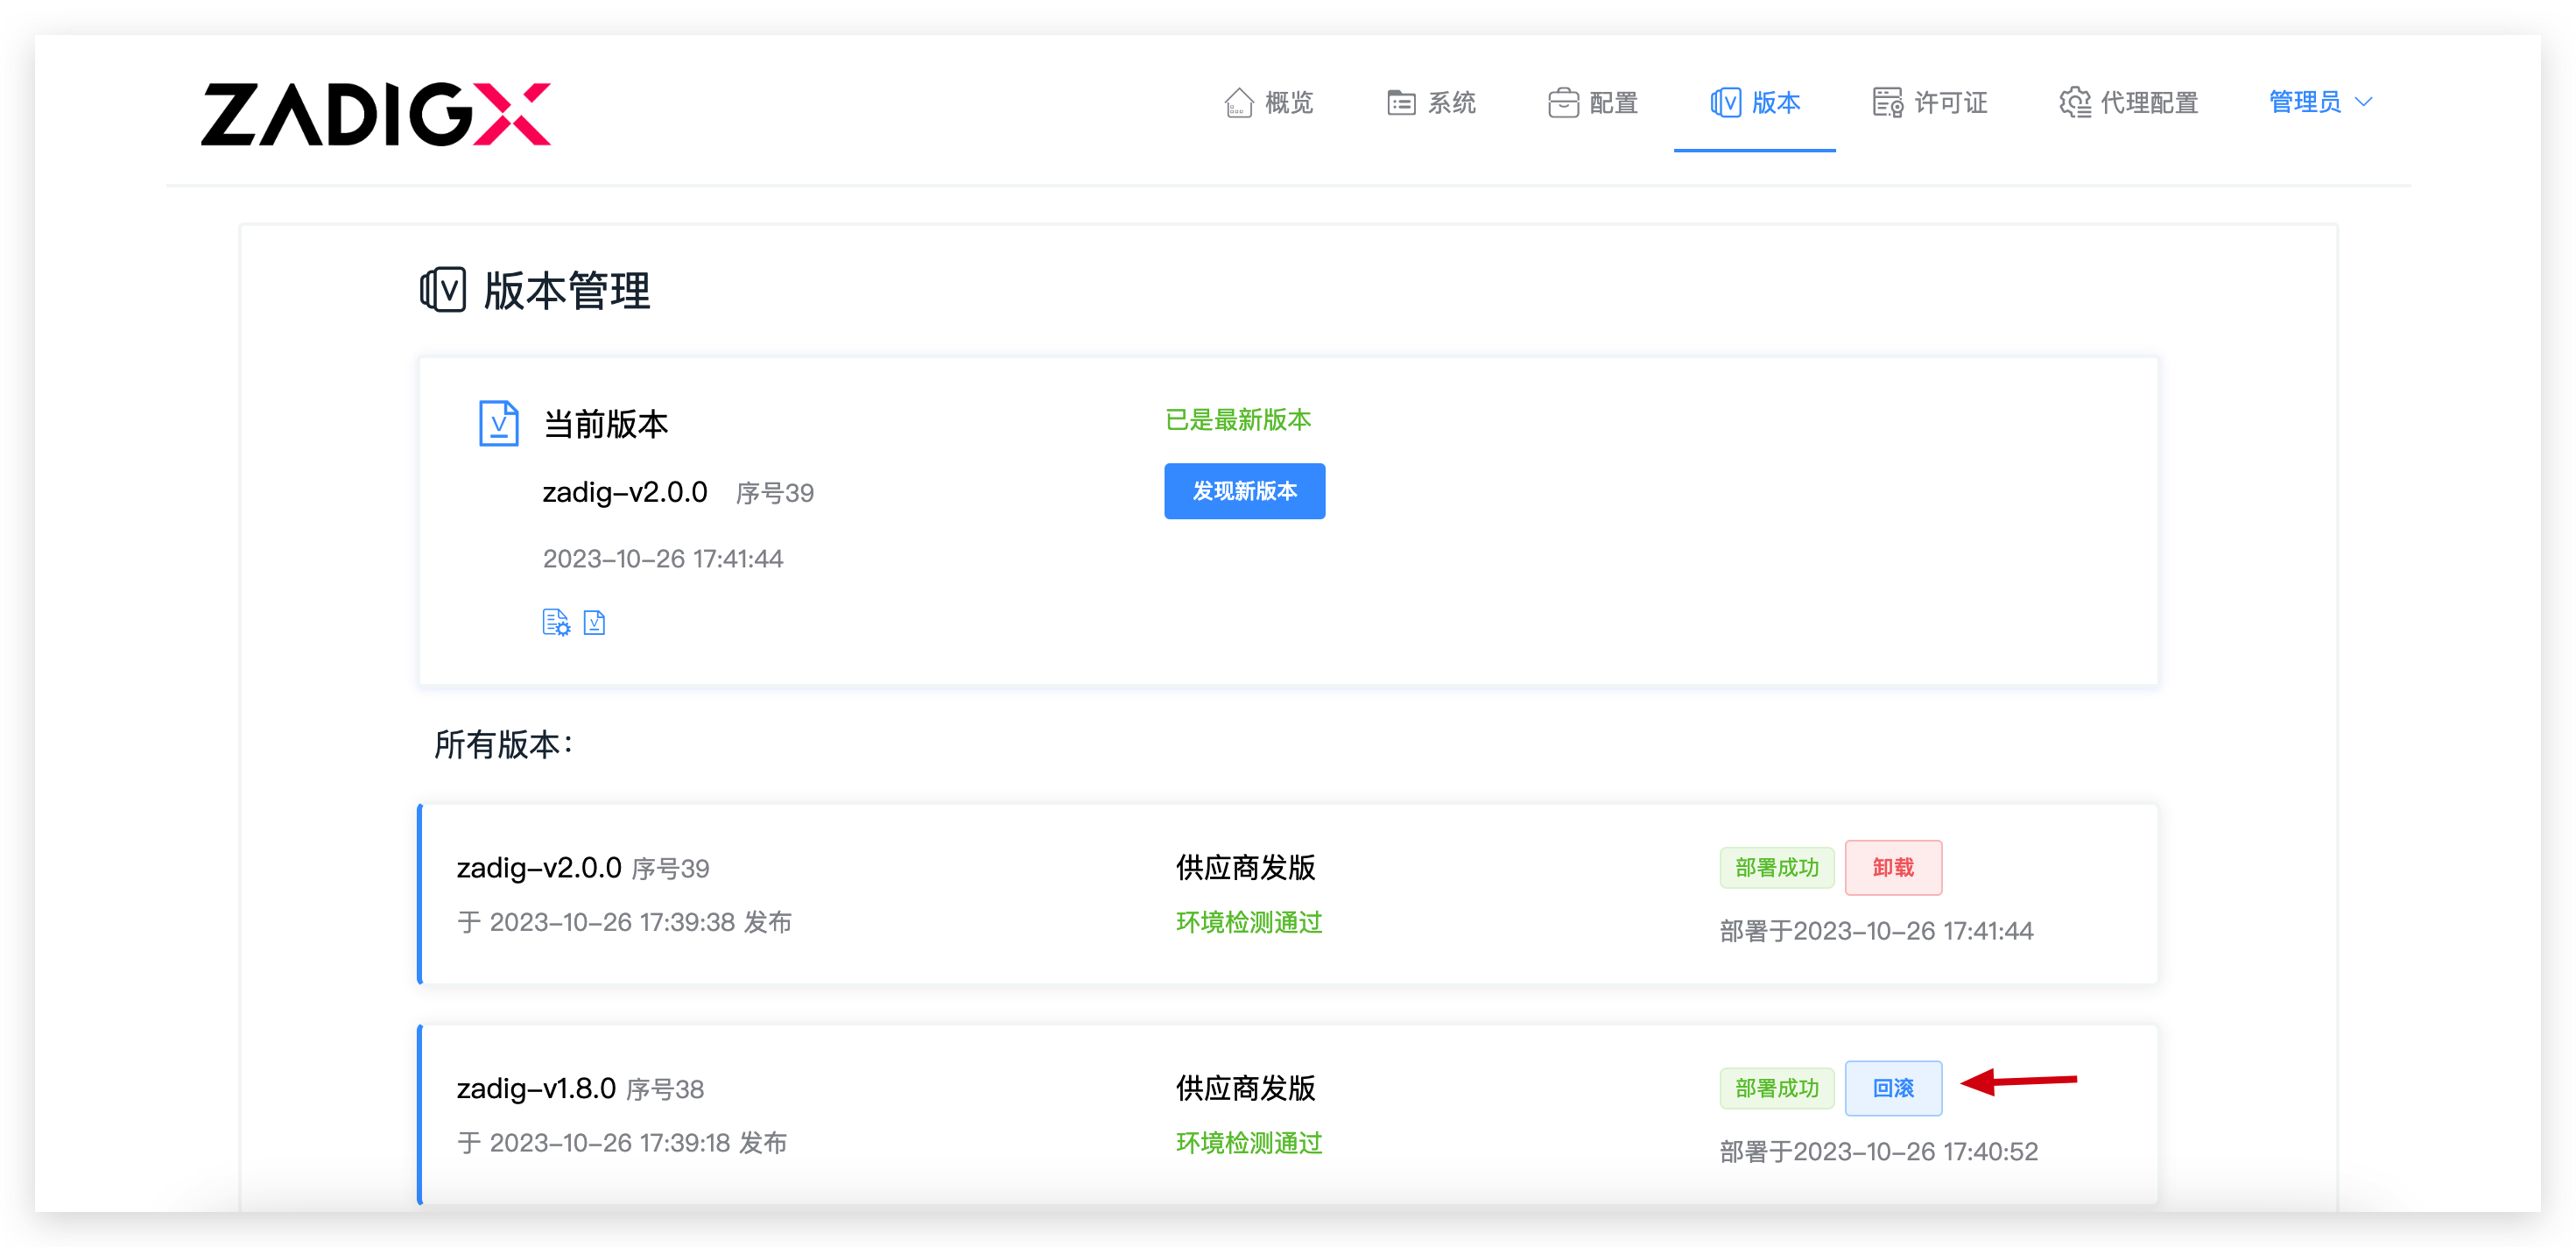 ZADIGX
概览 系统 配置 版本 许可证 代理配置 管理员
版本管理
当前版本 已是最新版本
zadig-v2.0.0 序号39 发现新版本
2023-10-26 17:41:44
所有版本:
zadig-v2.0.0 序号39 供应商发版 部署成功 卸载
于 2023-10-26 17:39:38 发布 环境检测通过 部署于2023-10-26 17:41:44
zadig-v1.8.0 序号38 供应商发版 部署成功 回滚
于 2023-10-26 17:39:18 发布 环境检测通过 部署于2023-10-26 17:40:52